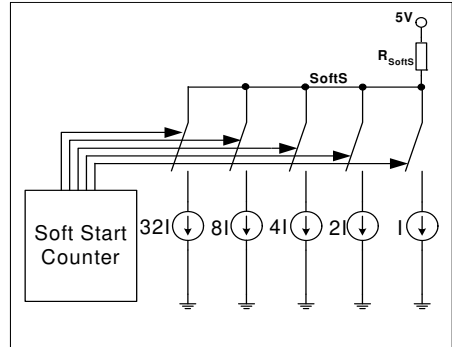 5V
R_SoftS
SoftS
Soft Start
Counter
32I
8I
4I
2I
I